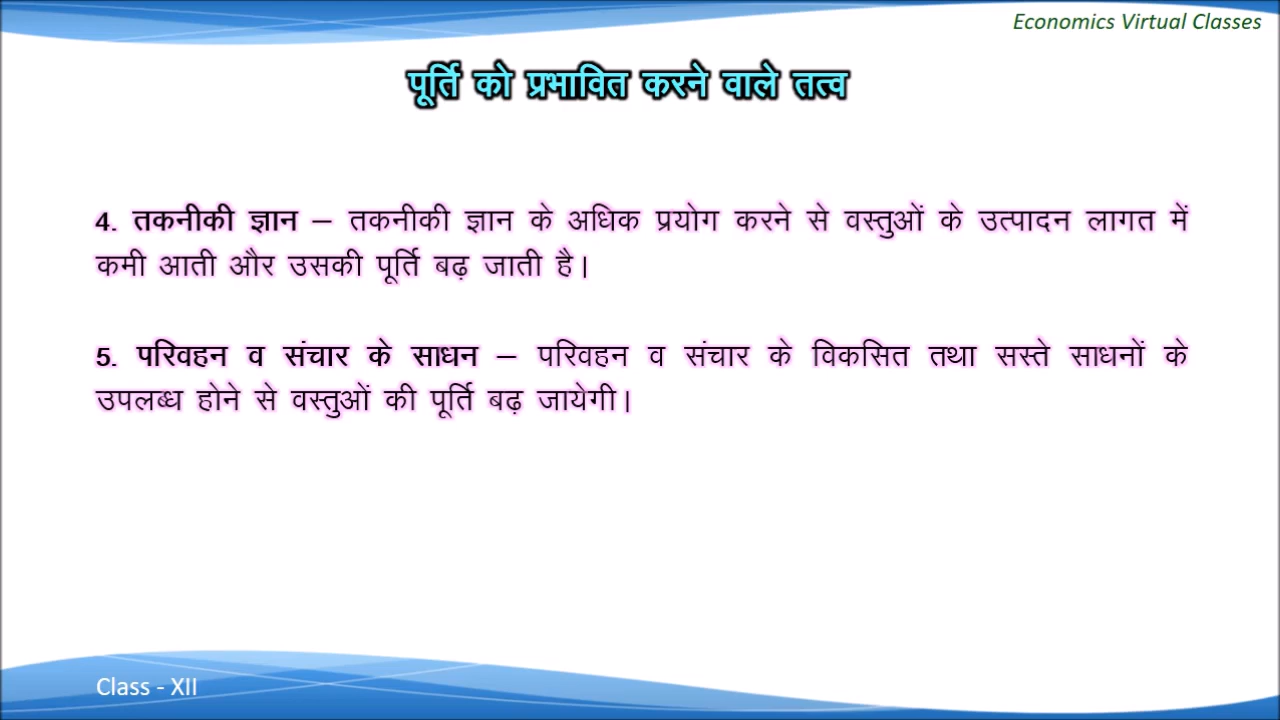 Economics Virtual Classes
पूर्ति को प्रभावित करने वाले तत्व
4. तकनीकी ज्ञान – तकनीकी ज्ञान के अधिक प्रयोग करने से वस्तुओं के उत्पादन लागत में
कमी आती और उसकी पूर्ति बढ़ जाती है।
5. परिवहन व संचार के साधन – परिवहन व संचार के विकसित तथा सस्ते साधनों के
उपलब्ध होने से वस्तुओं की पूर्ति बढ़ जायेगी।
Class - XII